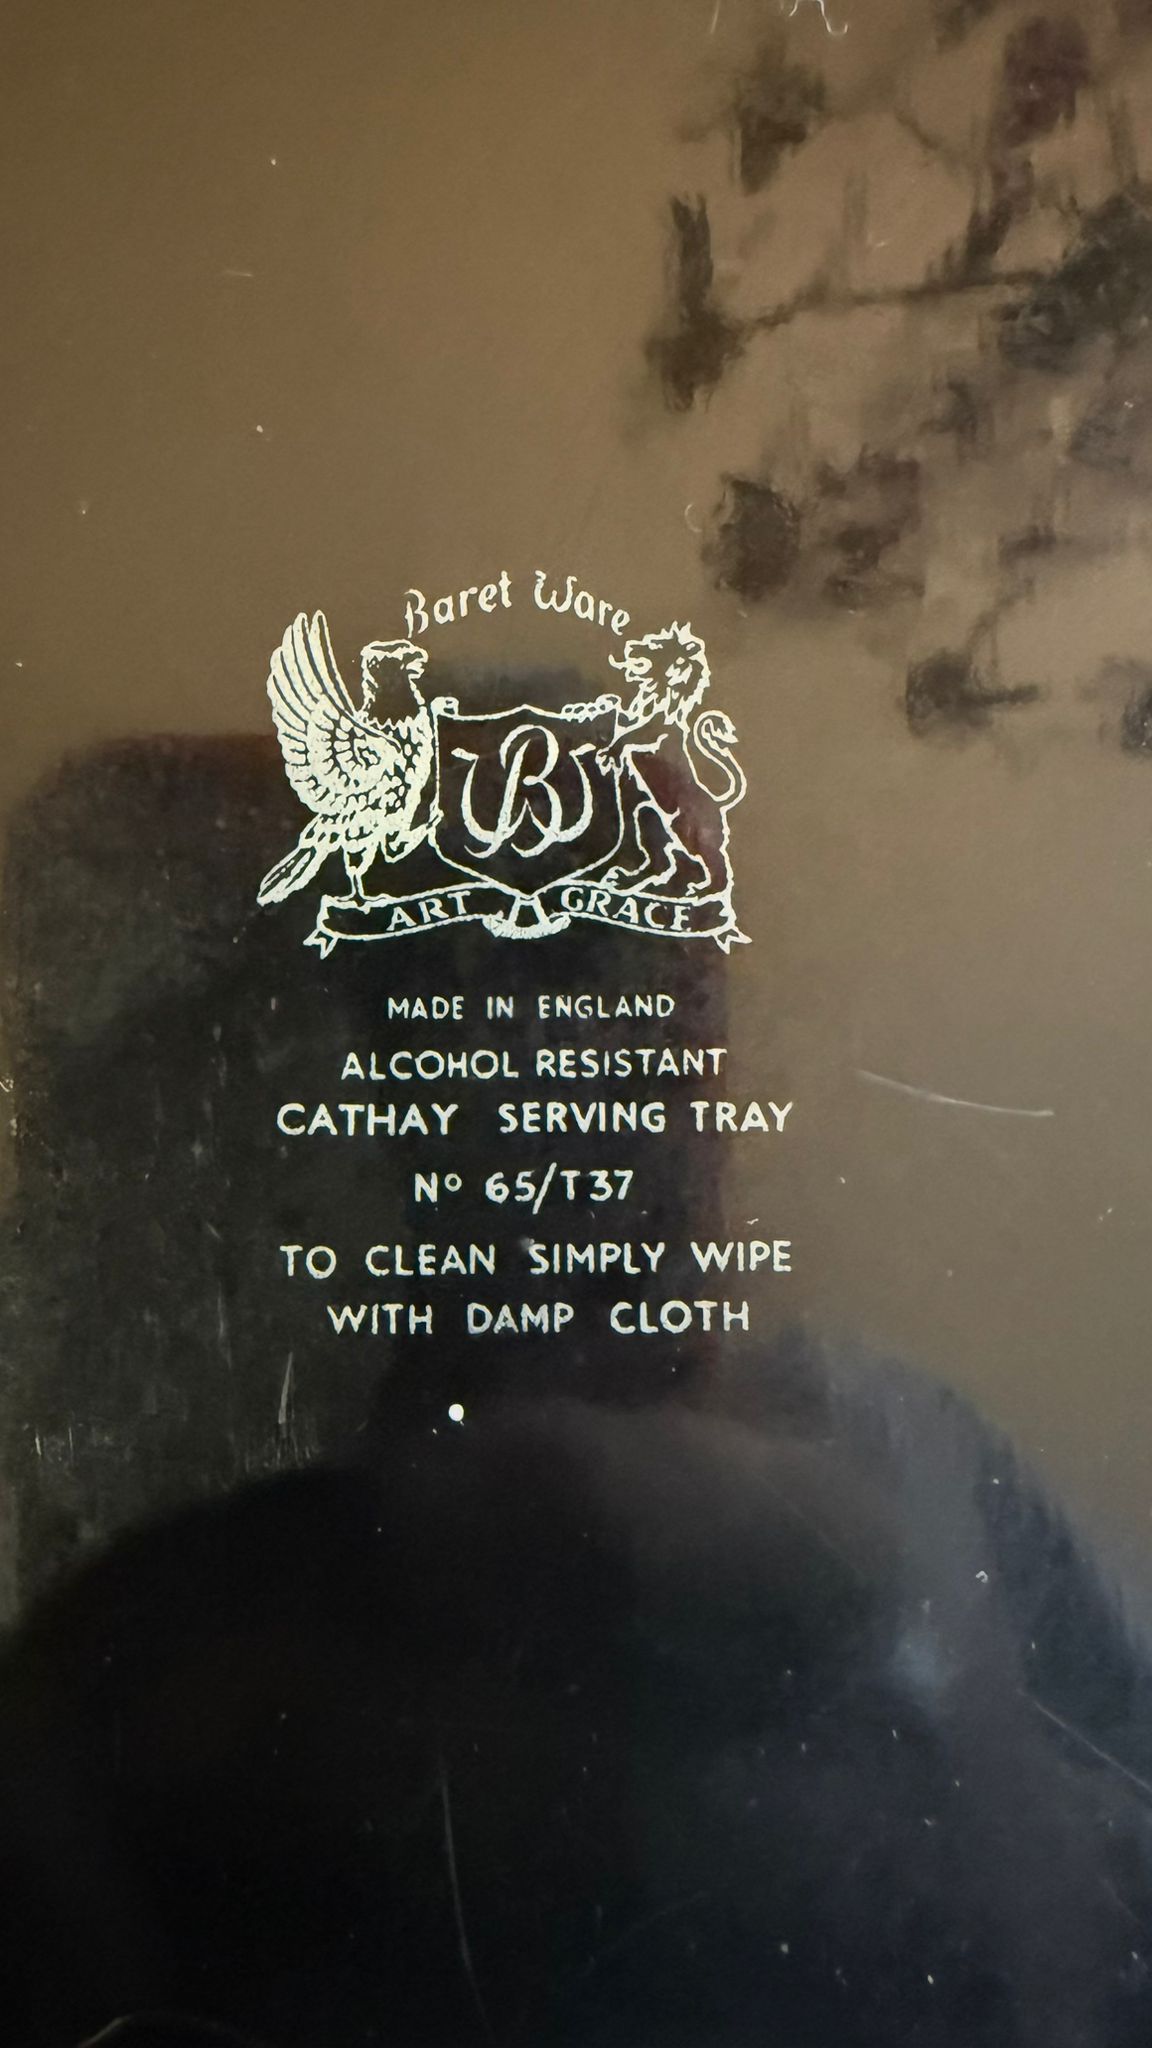 Baret Ware
BW
ART GRACE
MADE IN ENGLAND
ALCOHOL RESISTANT
CATHAY SERVING TRAY
Nº 65/T37
TO CLEAN SIMPLY WIPE
WITH DAMP CLOTH